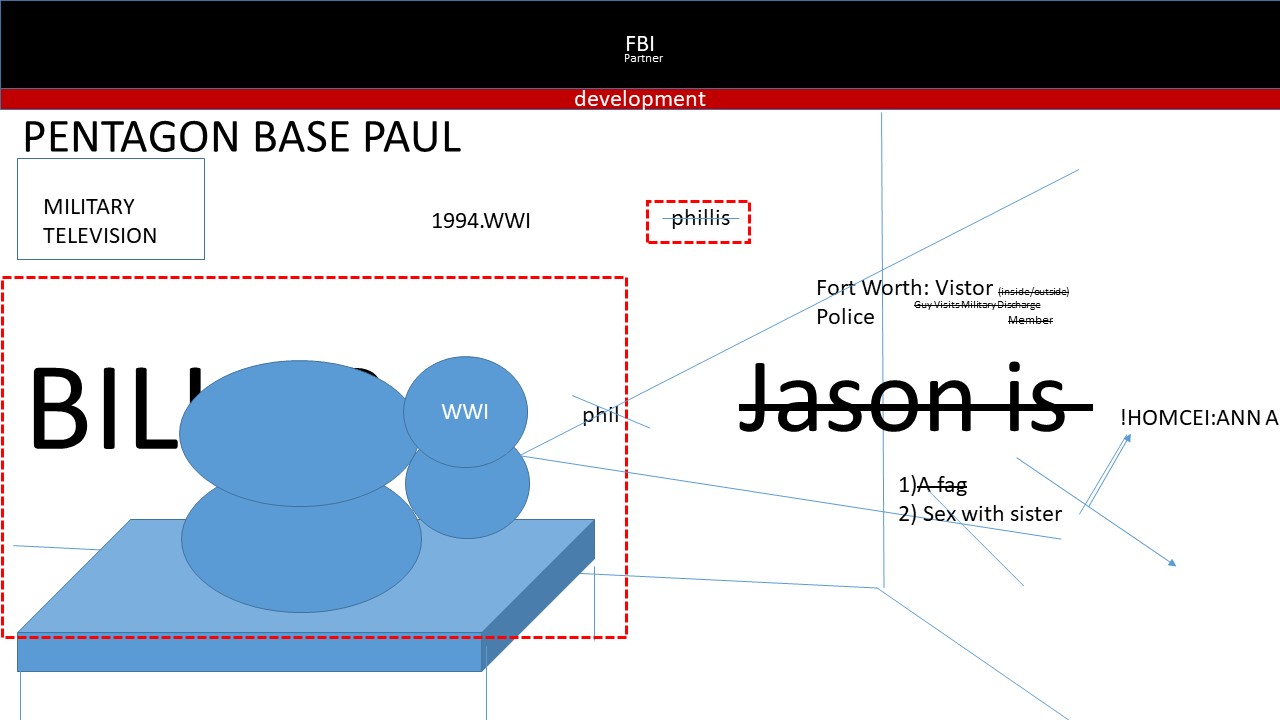 FBI
Partner
development
PENTAGON BASE PAUL
MILITARY
TELEVISION
1994.WWI
phillis
Fort Worth: Vistor (inside/outside)
Guy Visits Military Discharge
Police
Member
WWI
phil
Jason is
!HOMCEI:ANN A
1)A fag
2) Sex with sister